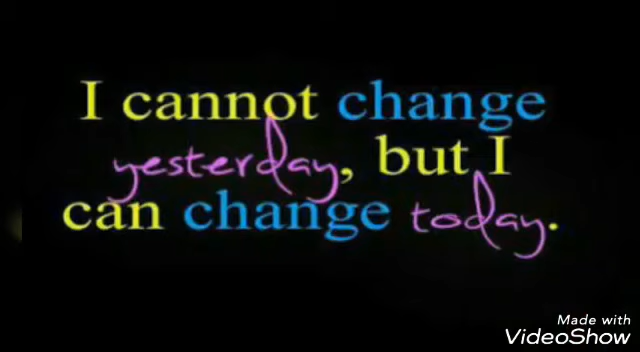 I cannot change
yesterday, but I
can change today.
Made with
VideoShow